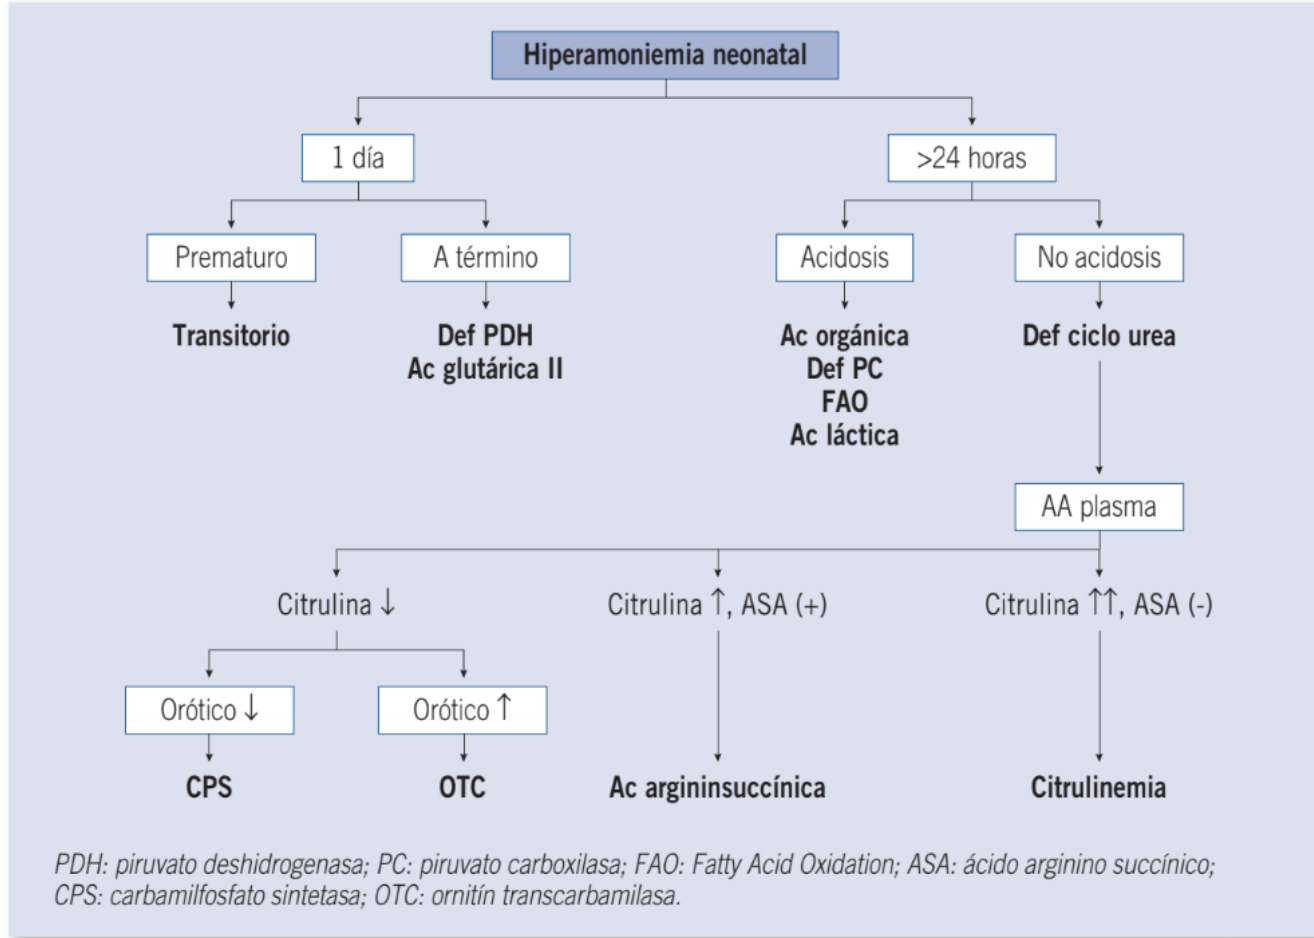 Hiperamoniemia neonatal
1 día
>24 horas
Prematuro
A término
Acidosis
No acidosis
Transitorio
Def PDH
Ac glutárica II
Ac orgánica
Def PC
FAO
Ac láctica
Def ciclo urea
AA plasma
Citrulina ↓
Citrulina ↑, ASA (+)
Citrulina ↑↑, ASA (-)
Orótico ↓
Orótico ↑
CPS
OTC
Ac argininsuccínica
Citrulinemia
PDH: piruvato deshidrogenasa; PC: piruvato carboxilasa; FAO: Fatty Acid Oxidation; ASA: ácido arginino succínico;
CPS: carbamilfosfato sintetasa; OTC: ornitín transcarbamilasa.